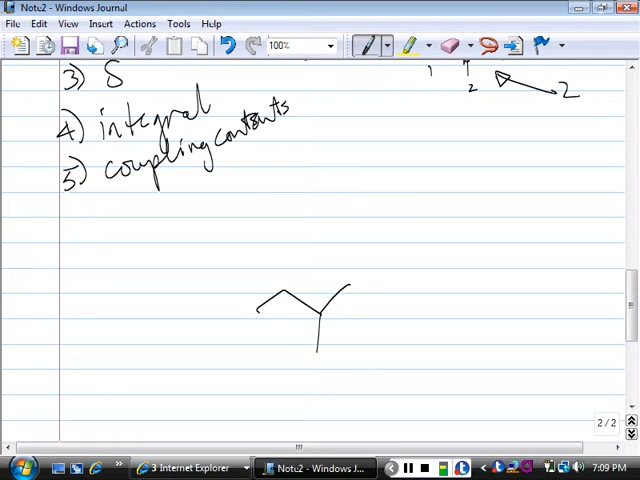 Note2 - Windows Journal
File Edit View Insert Actions Tools Help
100%
3) δ
1 2 2
4) integral
5) coupling contents
2 / 2
3 Internet Explorer Note2 - Windows J... 7:09 PM